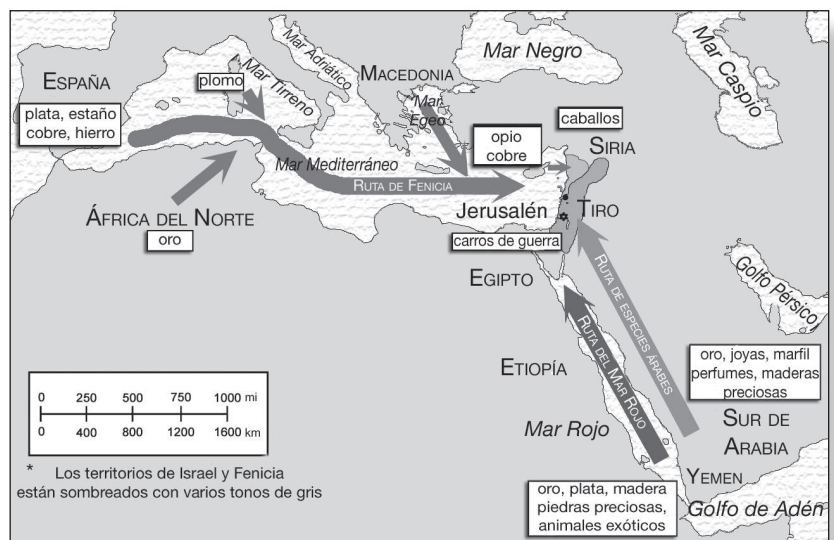 Mar Negro
Mar Caspio
Mar Adriático
Mar Tirreno
MACEDONIA
ESPAÑA
plomo
plata, estaño
cobre, hierro
Mar
Egeo
opio
cobre
caballos
SIRIA
Mar Mediterráneo
RUTA DE FENICIA
ÁFRICA DEL NORTE
oro
Jerusalén
TIRO
carros de guerra
EGIPTO
RUTA DE ESPECIES ÁRABES
Golfo Pérsico
RUTA DEL MAR ROJO
ETIOPÍA
oro, joyas, marfil
perfumes, maderas
preciosas
Mar Rojo
SUR DE
ARABIA
YEMEN
Golfo de Adén
oro, plata, madera
piedras preciosas,
animales exóticos
0 250 500 750 1000 mi
0 400 800 1200 1600 km
* Los territorios de Israel y Fenicia
están sombreados con varios tonos de gris